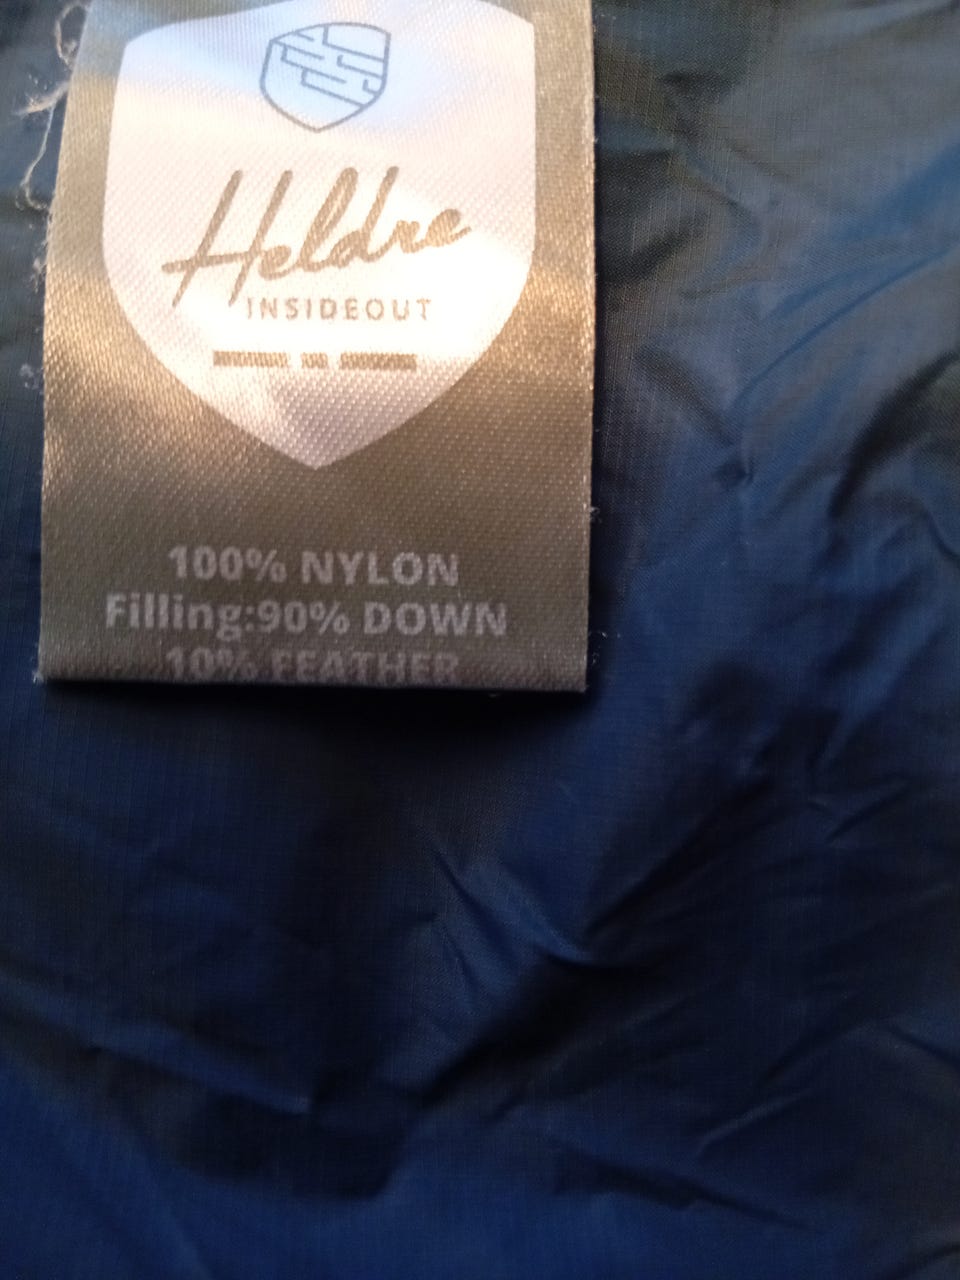 Heldre
INSIDEOUT
100% NYLON
Filling:90% DOWN
10% FEATHER